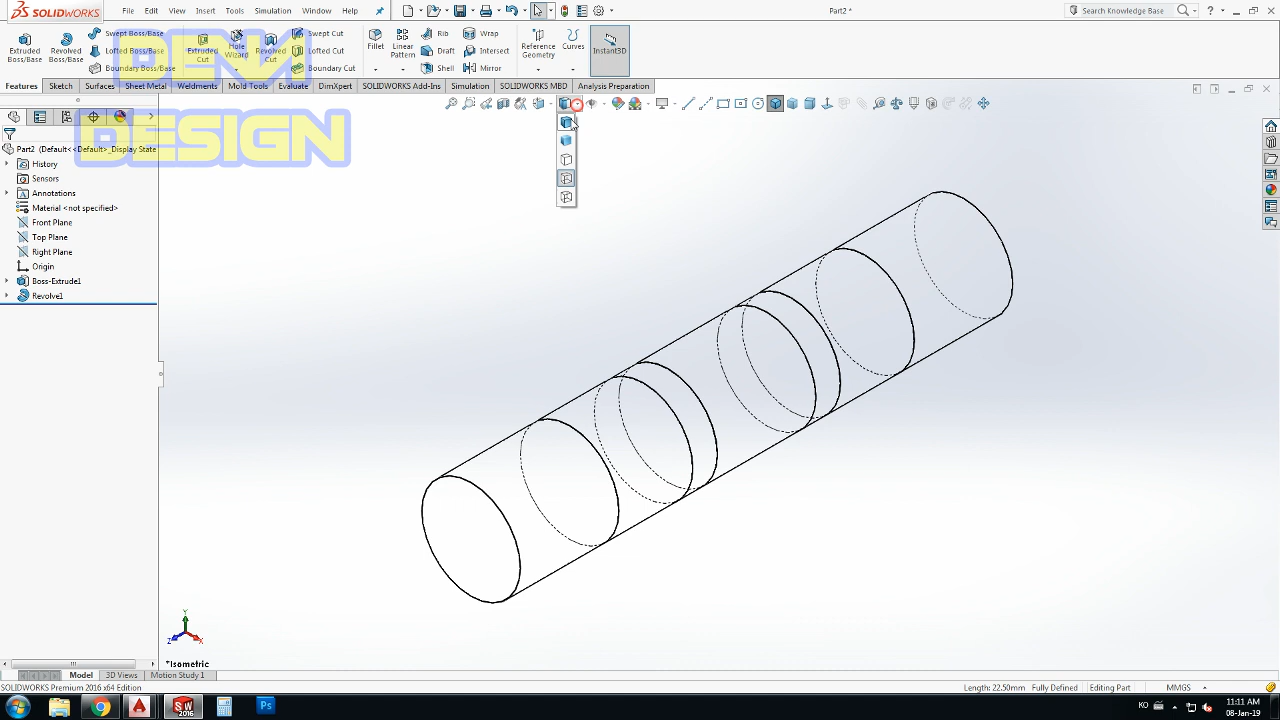 SOLIDWORKS File Edit View Insert Tools Simulation Window Help Part2 * Search Knowledge Base
Extruded Boss/Base
Revolved Boss/Base
Swept Boss/Base
Lofted Boss/Base
Boundary Boss/Base
Extruded Cut
Hole Wizard
Revolved Cut
Swept Cut
Lofted Cut
Boundary Cut
Fillet
Linear Pattern
Rib
Draft
Shell
Wrap
Intersect
Mirror
Reference Geometry
Curves
Instant3D
DENI
DESIGN
Features Sketch Surfaces Sheet Metal Weldments Mold Tools Evaluate DimXpert SOLIDWORKS Add-Ins Simulation SOLIDWORKS MBD Analysis Preparation
Part2 (Default<<Default>_Display State
History
Sensors
Annotations
Material <not specified>
Front Plane
Top Plane
Right Plane
Origin
Boss-Extrude1
Revolve1
Y
Z
X
*Isometric
Model 3D Views Motion Study 1
SOLIDWORKS Premium 2016 x64 Edition Length: 22.50mm Fully Defined Editing Part MMGS
SW 2016 Ps KO 11:11 AM
08-Jan-19